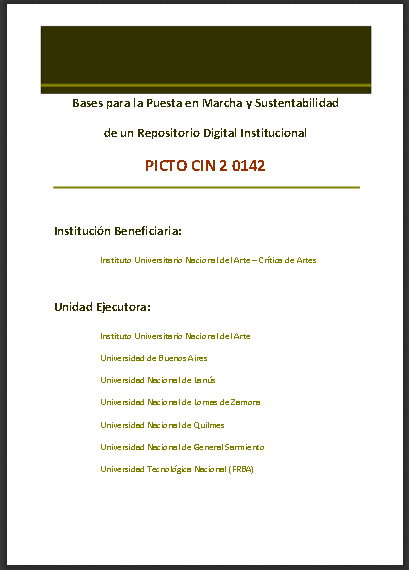 Bases para la Puesta en Marcha y Sustentabilidad
de un Repositorio Digital Institucional
PICTO CIN 2 0142
Institución Beneficiaria:
Instituto Universitario Nacional del Arte – Crítica de Artes
Unidad Ejecutora:
Instituto Universitario Nacional del Arte
Universidad de Buenos Aires
Universidad Nacional de Lanús
Universidad Nacional de Lomas de Zamora
Universidad Nacional de Quilmes
Universidad Nacional de General Sarmiento
Universidad Tecnológica Nacional (FRBA)